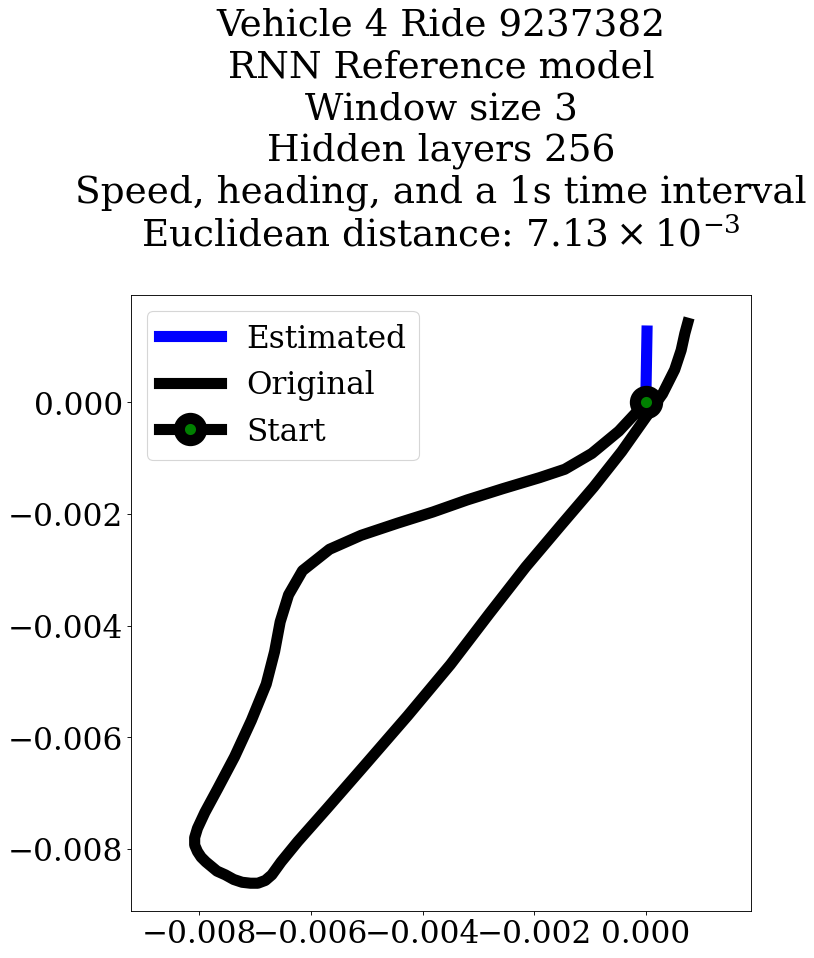 Vehicle 4 Ride 9237382
RNN Reference model
Window size 3
Hidden layers 256
Speed, heading, and a 1s time interval
Euclidean distance: 7.13 × 10⁻³
Estimated
Original
Start
0.000
−0.002
−0.004
−0.006
−0.008
−0.008 −0.006 −0.004 −0.002 0.000